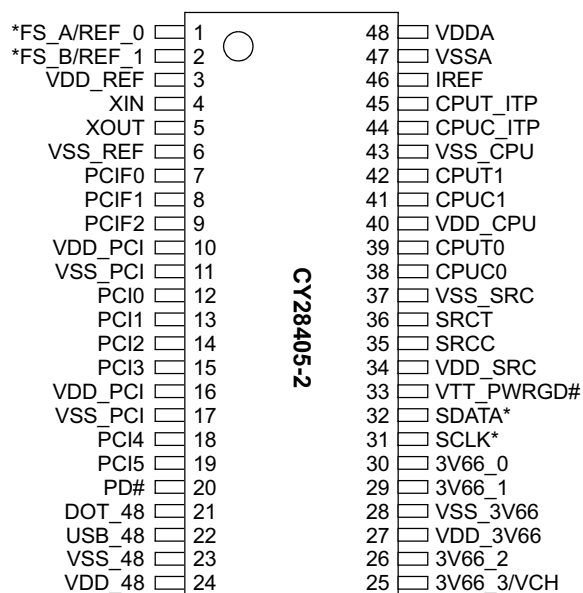 *FS_A/REF_0 1 48 VDDA
*FS_B/REF_1 2 47 VSSA
VDD_REF 3 46 IREF
XIN 4 45 CPUT_ITP
XOUT 5 44 CPUC_ITP
VSS_REF 6 43 VSS_CPU
PCIF0 7 42 CPUT1
PCIF1 8 41 CPUC1
PCIF2 9 40 VDD_CPU
VDD_PCI 10 39 CPUT0
VSS_PCI 11 38 CPUC0
PCI0 12 37 VSS_SRC
PCI1 13 36 SRCT
PCI2 14 35 SRCC
PCI3 15 34 VDD_SRC
VDD_PCI 16 33 VTT_PWRGD#
VSS_PCI 17 32 SDATA*
PCI4 18 31 SCLK*
PCI5 19 30 3V66_0
PD# 20 29 3V66_1
DOT_48 21 28 VSS_3V66
USB_48 22 27 VDD_3V66
VSS_48 23 26 3V66_2
VDD_48 24 25 3V66_3/VCH
CY28405-2